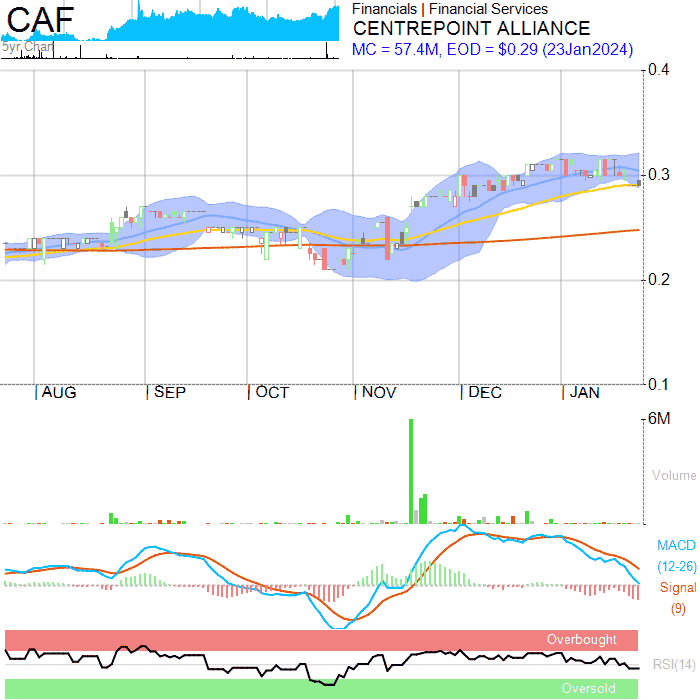 CAF
5yr Chart
Financials | Financial Services
CENTREPOINT ALLIANCE
MC = 57.4M, EOD = $0.29 (23Jan2024)
0.4
0.3
0.2
0.1
AUG SEP OCT NOV DEC JAN
6M
Volume
MACD
(12-26)
Signal
(9)
Overbought
RSI(14)
Oversold